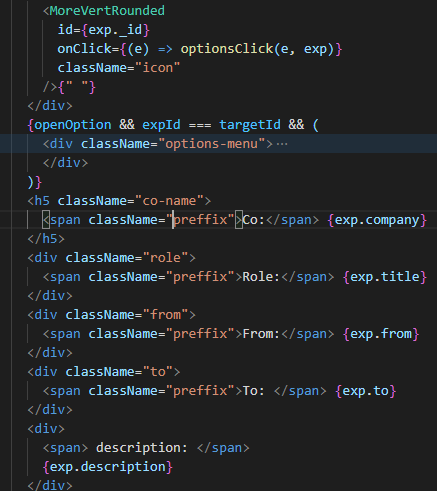 <MoreVertRounded
id={exp._id}
onClick={(e) => optionsClick(e, exp)}
className="icon"
/>{" "}
</div>
{openOption && expId === targetId && (
<div className="options-menu">⋯
</div>
)}
<h5 className="co-name">
<span className="preffix">Co:</span> {exp.company}
</h5>
<div className="role">
<span className="preffix">Role:</span> {exp.title}
</div>
<div className="from">
<span className="preffix">From:</span> {exp.from}
</div>
<div className="to">
<span className="preffix">To: </span> {exp.to}
</div>
<div>
<span> description: </span>
{exp.description}
</div>